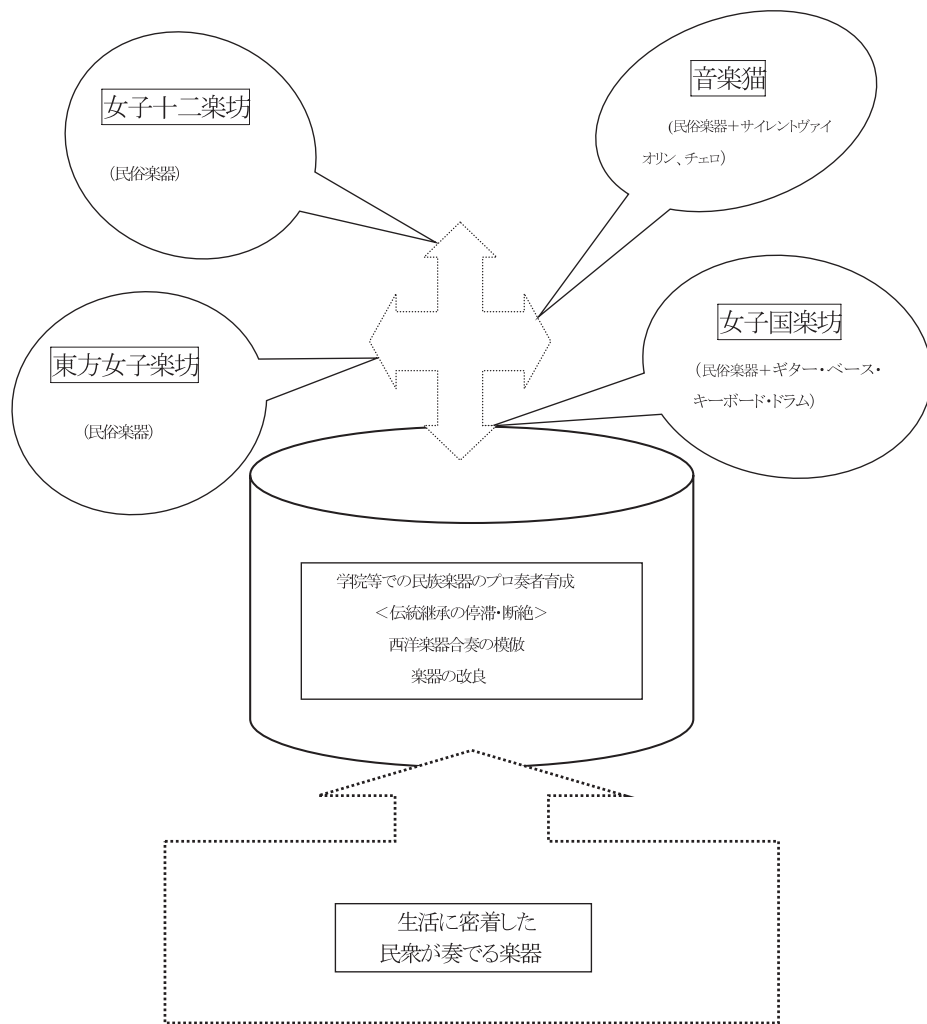 女子十二楽坊
(民俗楽器)
音楽猫
(民俗楽器＋サイレントヴァイ
オリン、チェロ)
東方女子楽坊
(民俗楽器)
女子国楽坊
(民俗楽器＋ギター・ベース・
キーボード・ドラム)
学院等での民族楽器のプロ奏者育成
＜伝統継承の停滞・断絶＞
西洋楽器合奏の模倣
楽器の改良
生活に密着した
民衆が奏でる楽器